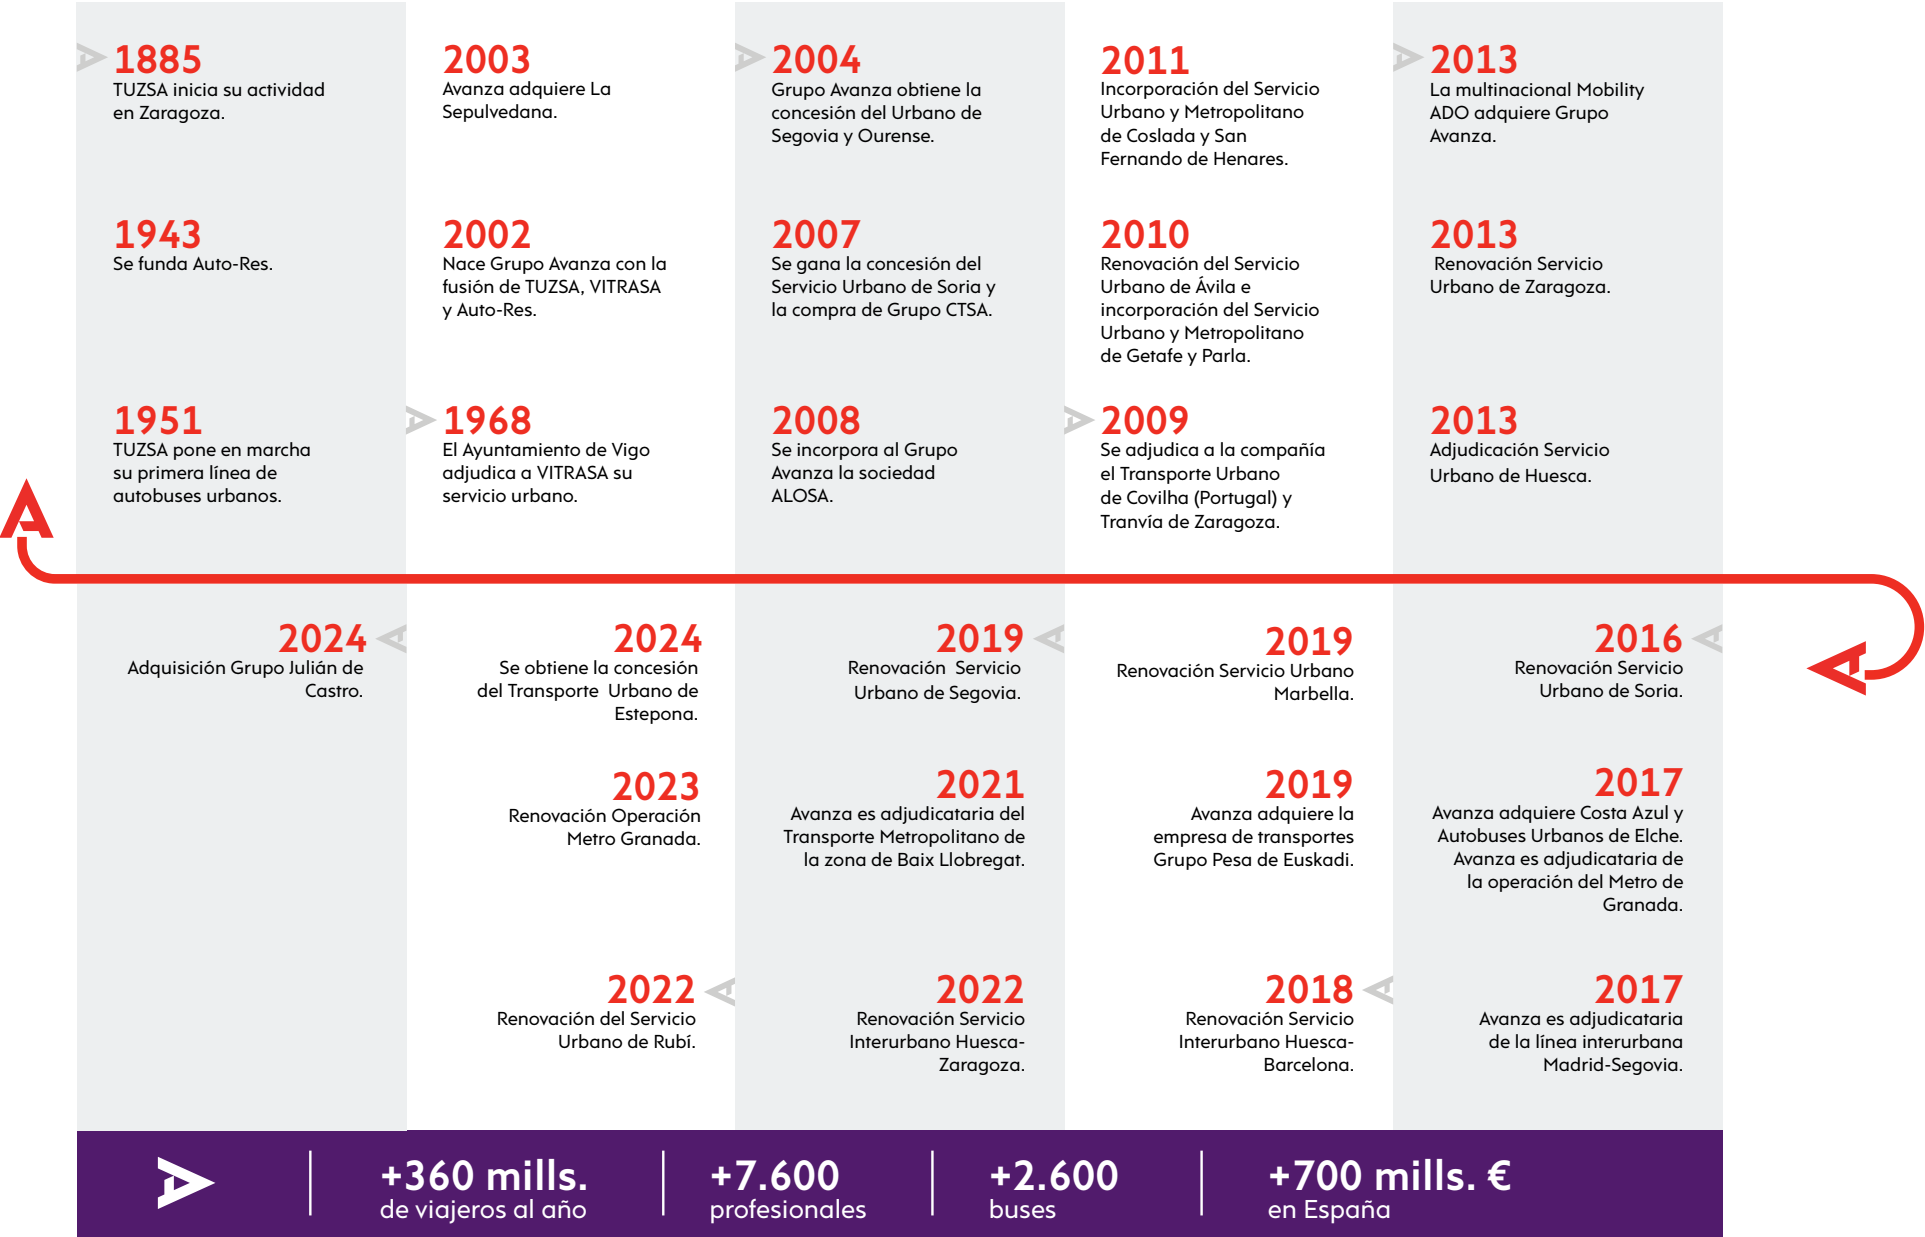 1885
TUZSA inicia su actividad
en Zaragoza.
1943
Se funda Auto-Res.
1951
TUZSA pone en marcha
su primera línea de
autobuses urbanos.
1968
El Ayuntamiento de Vigo
adjudica a VITRASA su
servicio urbano.
2002
Nace Grupo Avanza con la
fusión de TUZSA, VITRASA
y Auto-Res.
2003
Avanza adquiere La
Sepulvedana.
2004
Grupo Avanza obtiene la
concesión del Urbano de
Segovia y Ourense.
2007
Se gana la concesión del
Servicio Urbano de Soria y
la compra de Grupo CTSA.
2008
Se incorpora al Grupo
Avanza la sociedad
ALOSA.
2009
Se adjudica a la compañía
el Transporte Urbano
de Covilha (Portugal) y
Tranvía de Zaragoza.
2010
Renovación del Servicio
Urbano de Ávila e
incorporación del Servicio
Urbano y Metropolitano
de Getafe y Parla.
2011
Incorporación del Servicio
Urbano y Metropolitano
de Coslada y San
Fernando de Henares.
2013
La multinacional Mobility
ADO adquiere Grupo
Avanza.
2013
Renovación Servicio
Urbano de Zaragoza.
2013
Adjudicación Servicio
Urbano de Huesca.
2016
Renovación Servicio
Urbano de Soria.
2017
Avanza adquiere Costa Azul y
Autobuses Urbanos de Elche.
Avanza es adjudicataria de
la operación del Metro de
Granada.
2017
Avanza es adjudicataria
de la línea interurbana
Madrid-Segovia.
2018
Renovación Servicio
Interurbano Huesca-
Barcelona.
2019
Avanza adquiere la
empresa de transportes
Grupo Pesa de Euskadi.
2019
Renovación Servicio Urbano
Marbella.
2019
Renovación Servicio
Urbano de Segovia.
2021
Avanza es adjudicataria del
Transporte Metropolitano de
la zona de Baix Llobregat.
2022
Renovación Servicio
Interurbano Huesca-
Zaragoza.
2022
Renovación del Servicio
Urbano de Rubí.
2023
Renovación Operación
Metro Granada.
2024
Se obtiene la concesión
del Transporte Urbano de
Estepona.
2024
Adquisición Grupo Julián de
Castro.
+360 mills.
de viajeros al año
+7.600
profesionales
+2.600
buses
+700 mills. €
en España